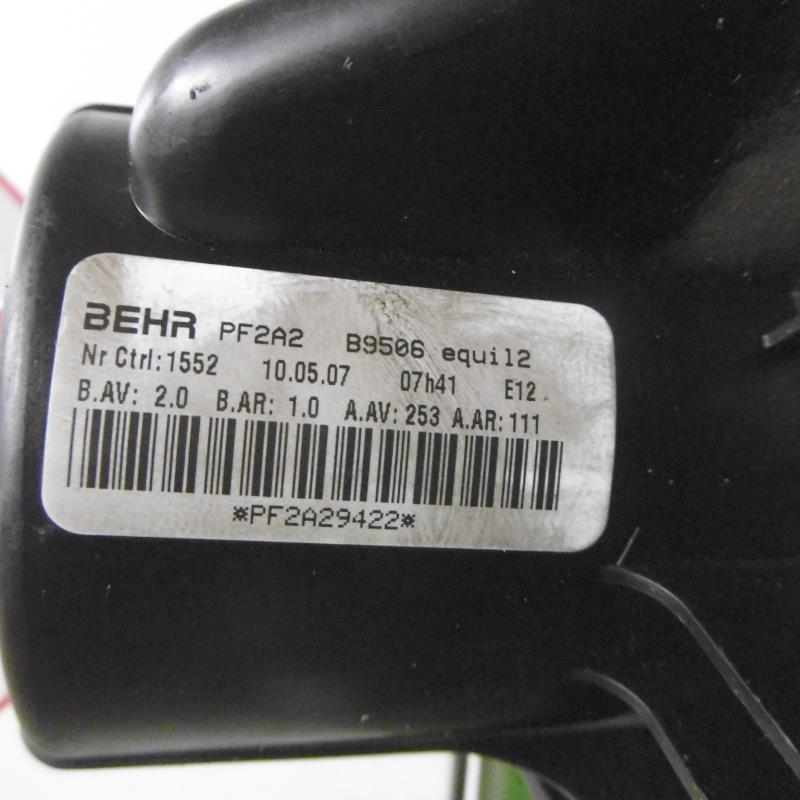 BEHR PF2A2 B9506 equil2
Nr Ctrl:1552 10.05.07 07h41 E12
B.AV: 2.0 B.AR: 1.0 A.AV: 253 A.AR: 111
*PF2A29422*